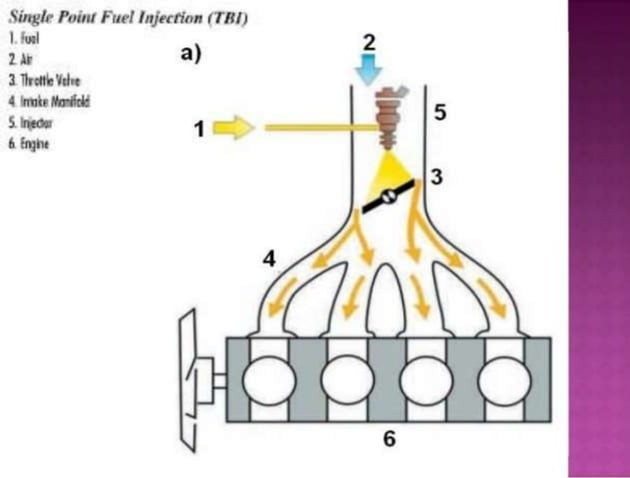 Single Point Fuel Injection (TBI)
1. Fuel
2. Air
3. Throttle Valve
4. Intake Manifold
5. Injector
6. Engine
a)
2
1
5
3
4
6